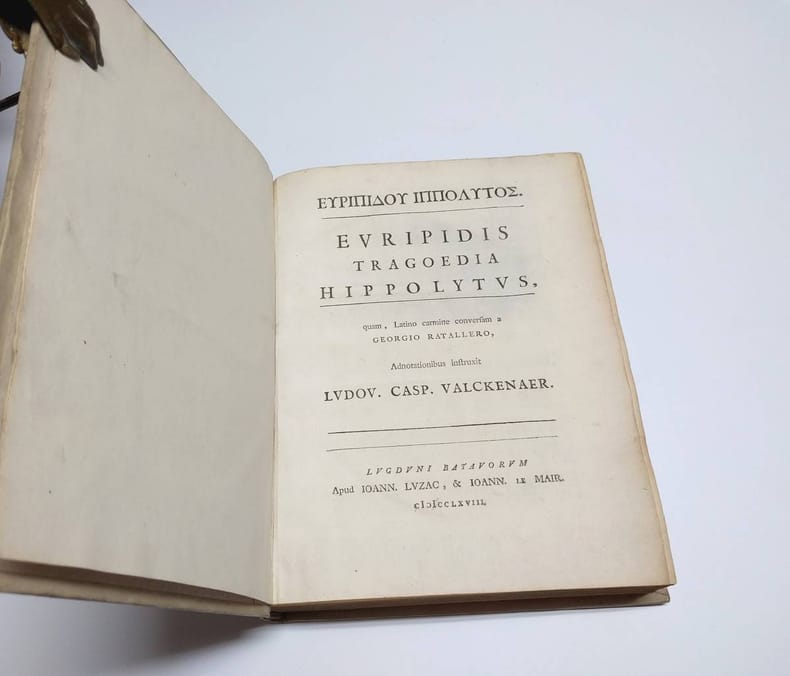 ΕΥΡΙΠΙΔΟΥ ΙΠΠΟΛΥΤΟΣ.
EVRIPIDIS
TRAGOEDIA
HIPPOLYTVS,
quam, Latino carmine conversam a
GEORGIO RATALLERO,
Adnotationibus inſtruxit
LVDOV. CASP. VALCKENAER.
LVGDVNI BATAVORVM
Apud IOANN. LVZAC, & IOANN. LE MAIR.
cIɔIɔCCLXVIII.